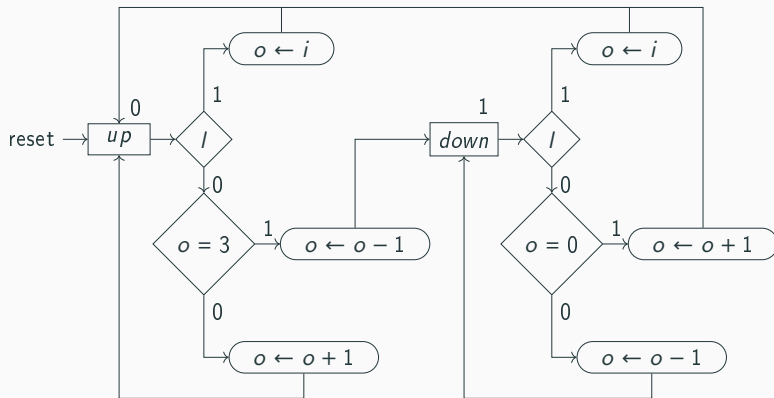 o ← i
o ← i
0
1
1
1
reset
up
l
down
l
0
0
o = 3
1
o ← o − 1
o = 0
1
o ← o + 1
0
0
o ← o + 1
o ← o − 1